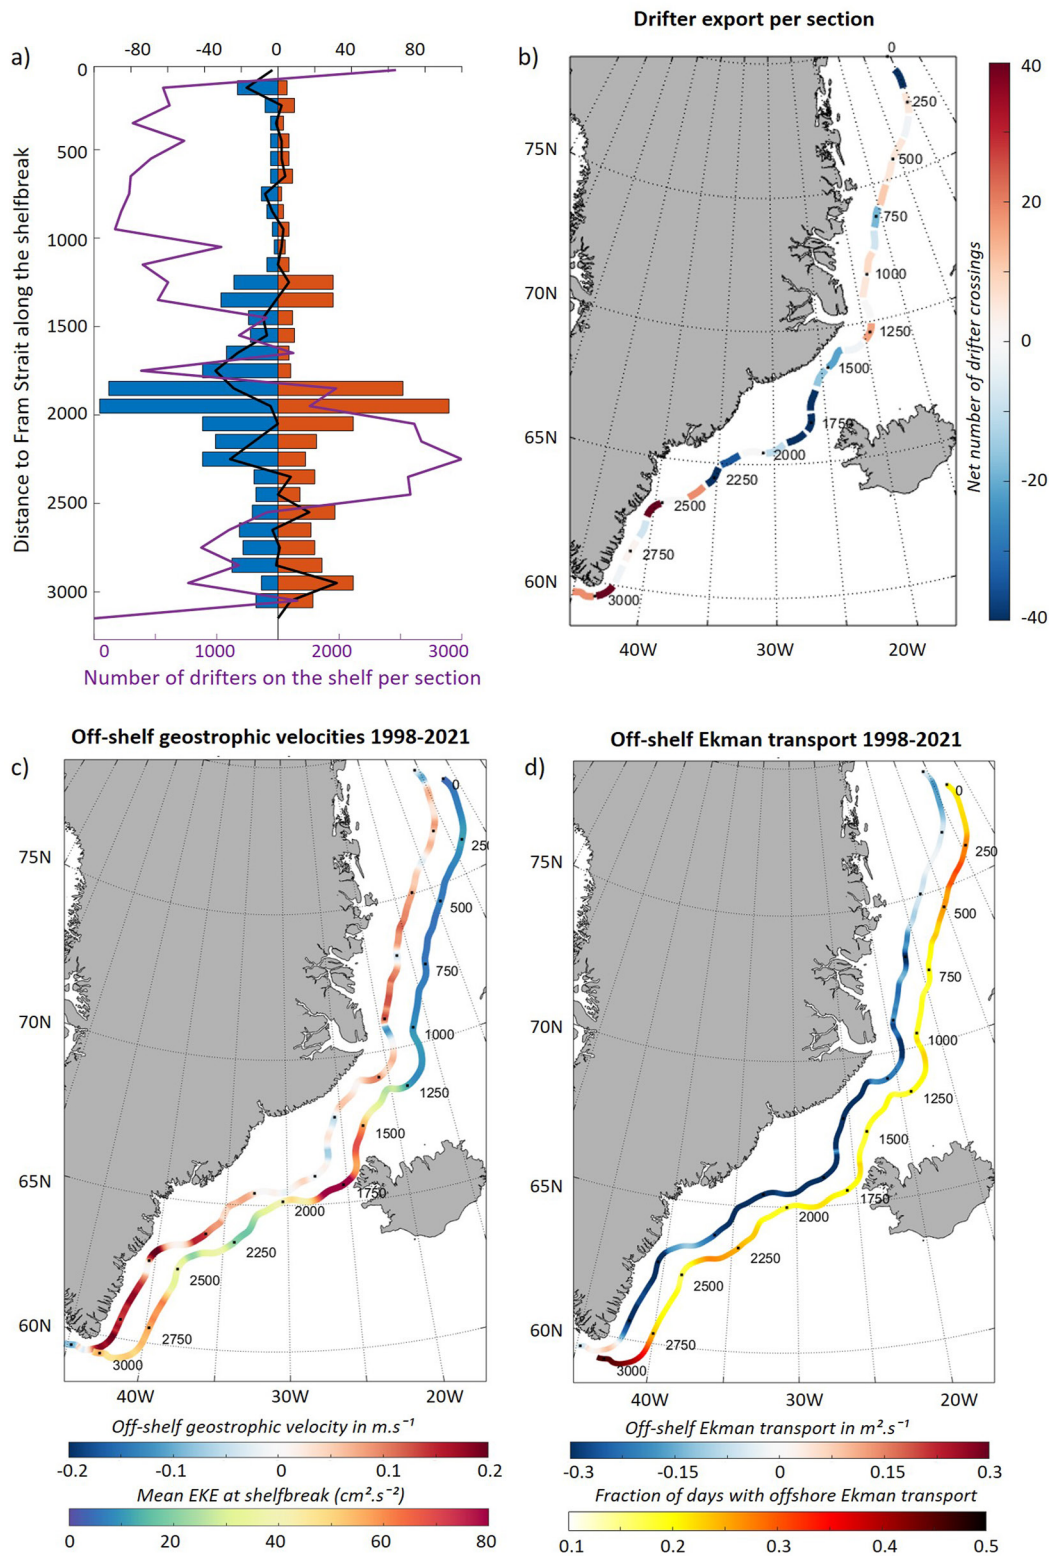 Drifter export per section
a)
-80 -40 0 40 80
b)
0
0
500
1000
1500
2000
2500
3000
Distance to Fram Strait along the shelfbreak
0 1000 2000 3000
Number of drifters on the shelf per section
75N
70N
65N
60N
40W 30W 20W
250
500
750
1000
1250
1500
1750
2000
2250
2500
2750
3000
40
20
0
-20
-40
Net number of drifter crossings
Off-shelf geostrophic velocities 1998-2021
c)
75N
70N
65N
60N
0
250
500
750
1000
1250
1500
1750
2000
2250
2500
2750
3000
40W 30W 20W
Off-shelf geostrophic velocity in m.s⁻¹
-0.2 -0.1 0 0.1 0.2
Mean EKE at shelfbreak (cm².s⁻²)
0 20 40 60 80
Off-shelf Ekman transport 1998-2021
d)
75N
70N
65N
60N
0
250
500
750
1000
1250
1500
1750
2000
2250
2500
2750
3000
40W 30W 20W
Off-shelf Ekman transport in m².s⁻¹
-0.3 -0.15 0 0.15 0.3
Fraction of days with offshore Ekman transport
0.1 0.2 0.3 0.4 0.5